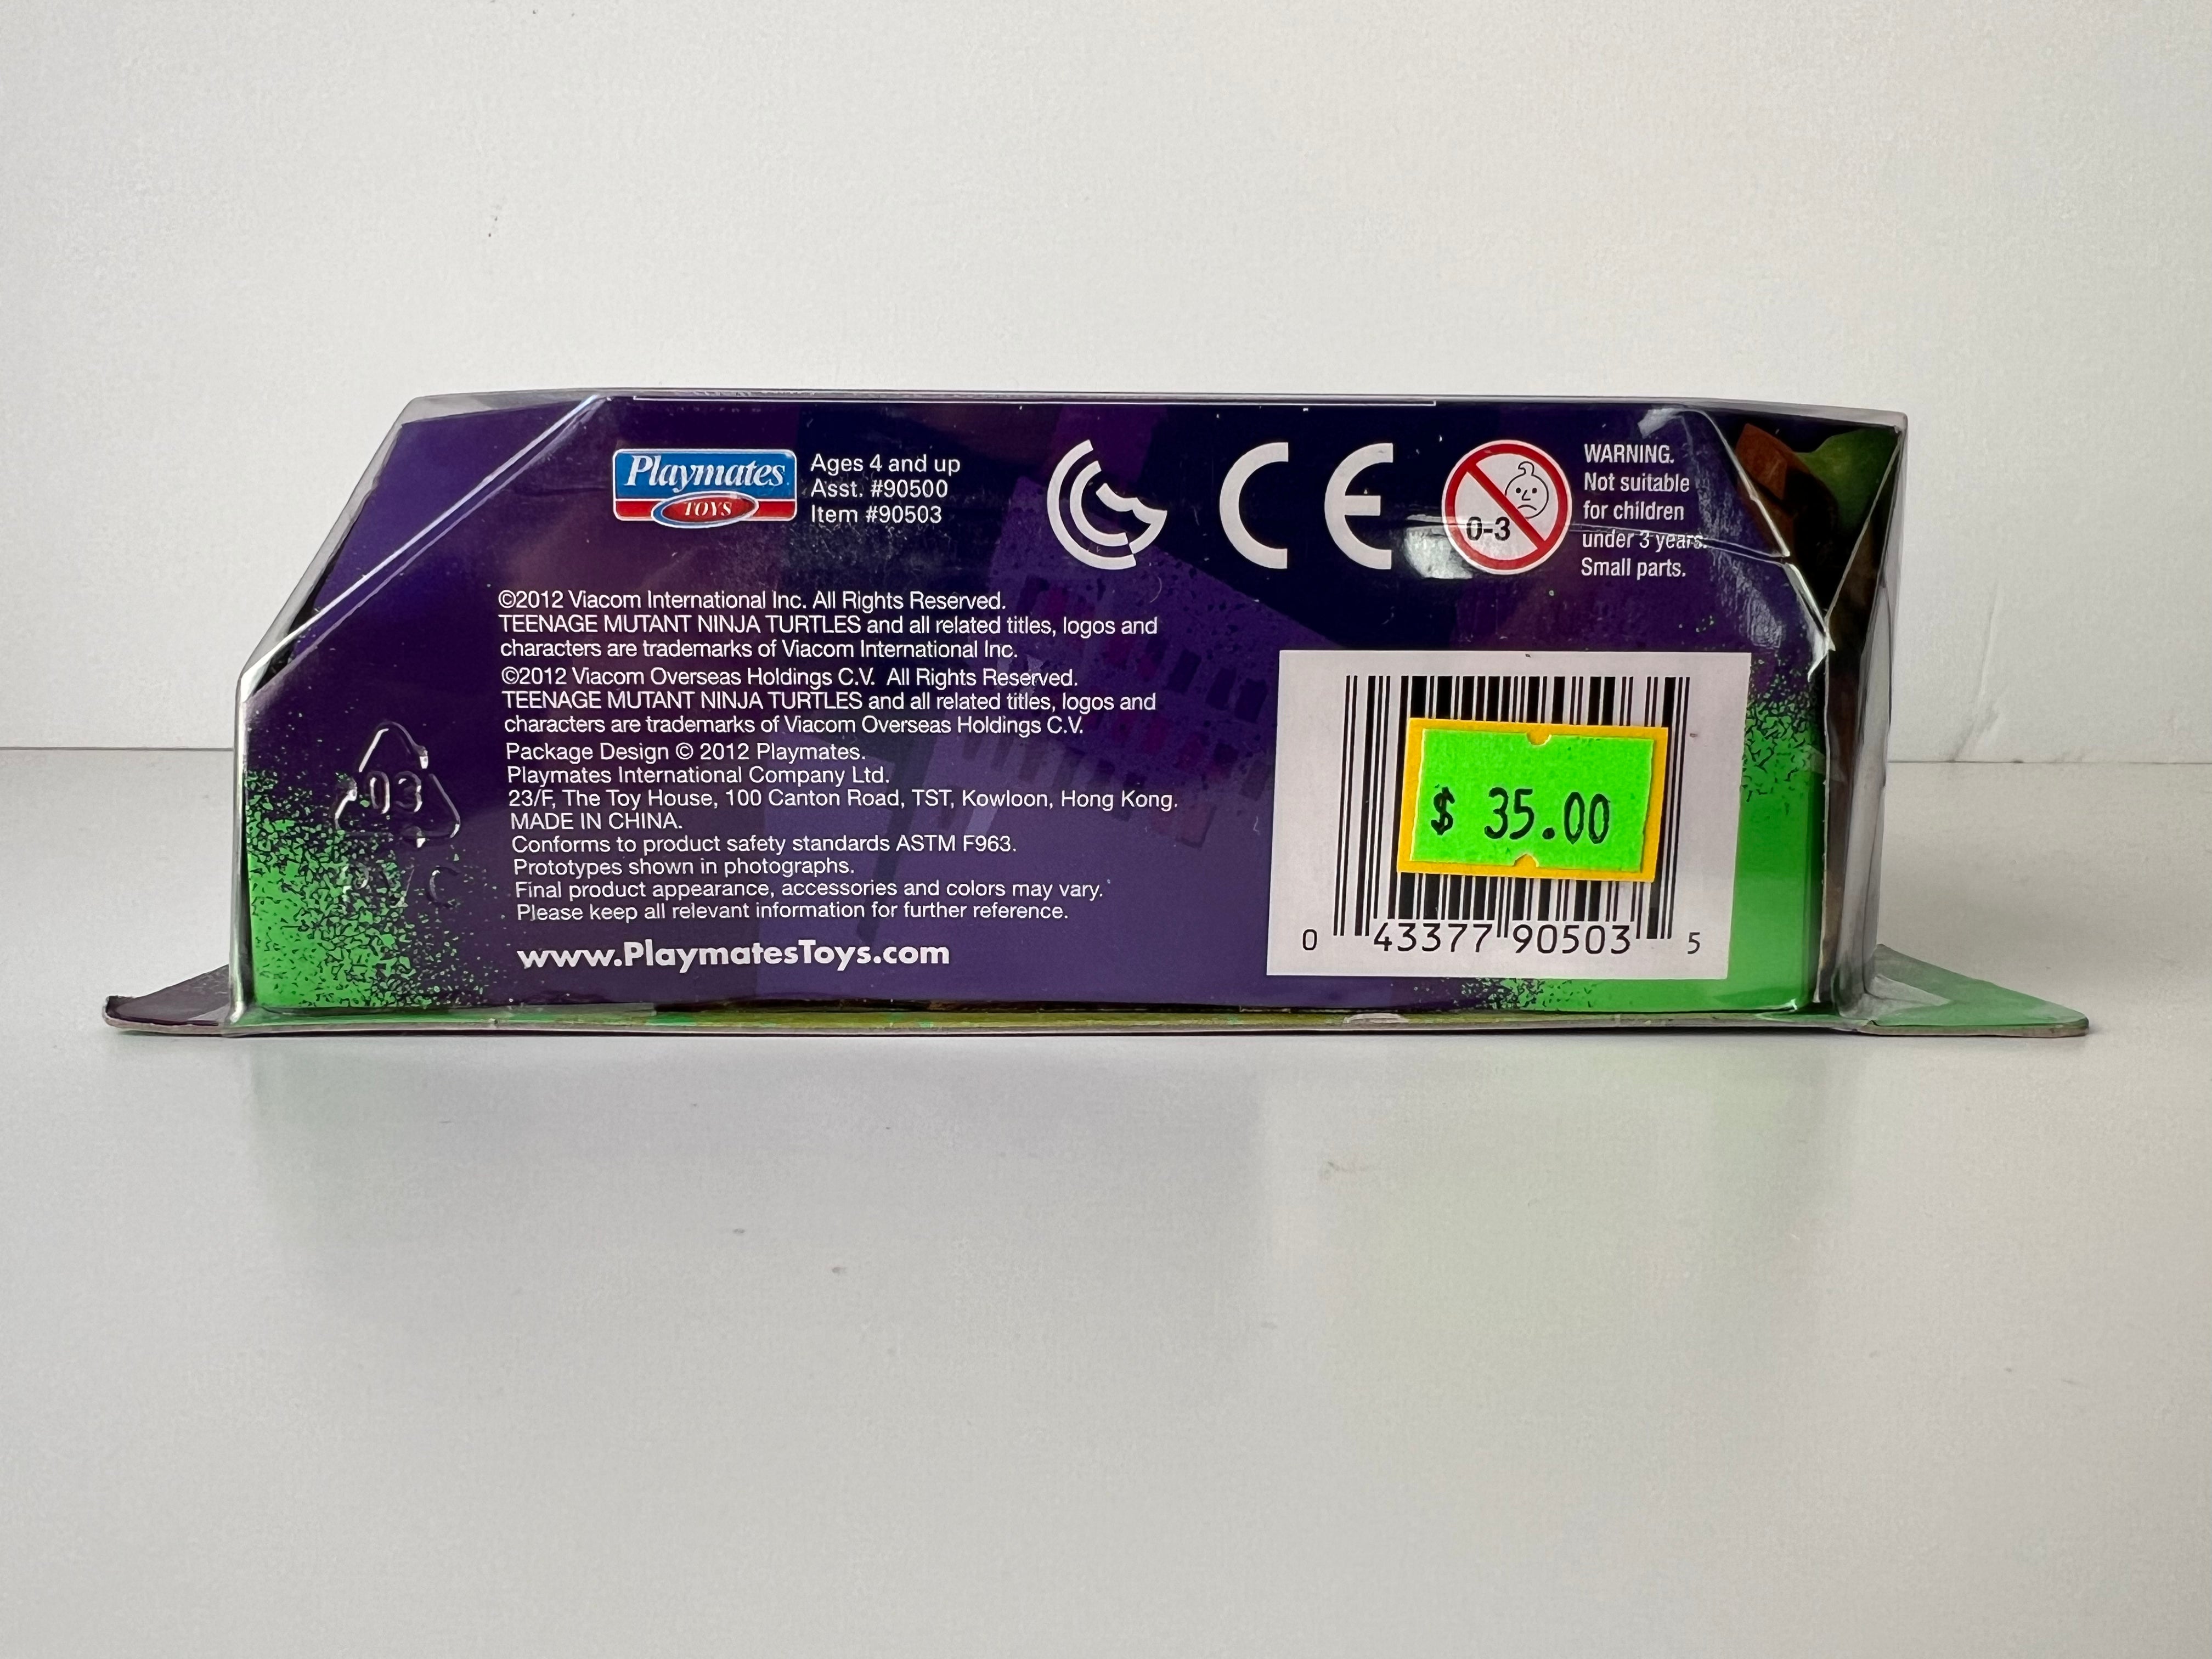 Playmates
TOYS
Ages 4 and up
Asst. #90500
Item #90503
CE
0-3
WARNING.
Not suitable
for children
under 3 years.
Small parts.
©2012 Viacom International Inc. All Rights Reserved.
TEENAGE MUTANT NINJA TURTLES and all related titles, logos and
characters are trademarks of Viacom International Inc.
©2012 Viacom Overseas Holdings C.V. All Rights Reserved.
TEENAGE MUTANT NINJA TURTLES and all related titles, logos and
characters are trademarks of Viacom Overseas Holdings C.V.
Package Design © 2012 Playmates.
Playmates International Company Ltd.
23/F, The Toy House, 100 Canton Road, TST, Kowloon, Hong Kong.
MADE IN CHINA.
Conforms to product safety standards ASTM F963.
Prototypes shown in photographs.
Final product appearance, accessories and colors may vary.
Please keep all relevant information for further reference.
www.PlaymatesToys.com
03
PVC
$ 35.00
0 43377 90503 5